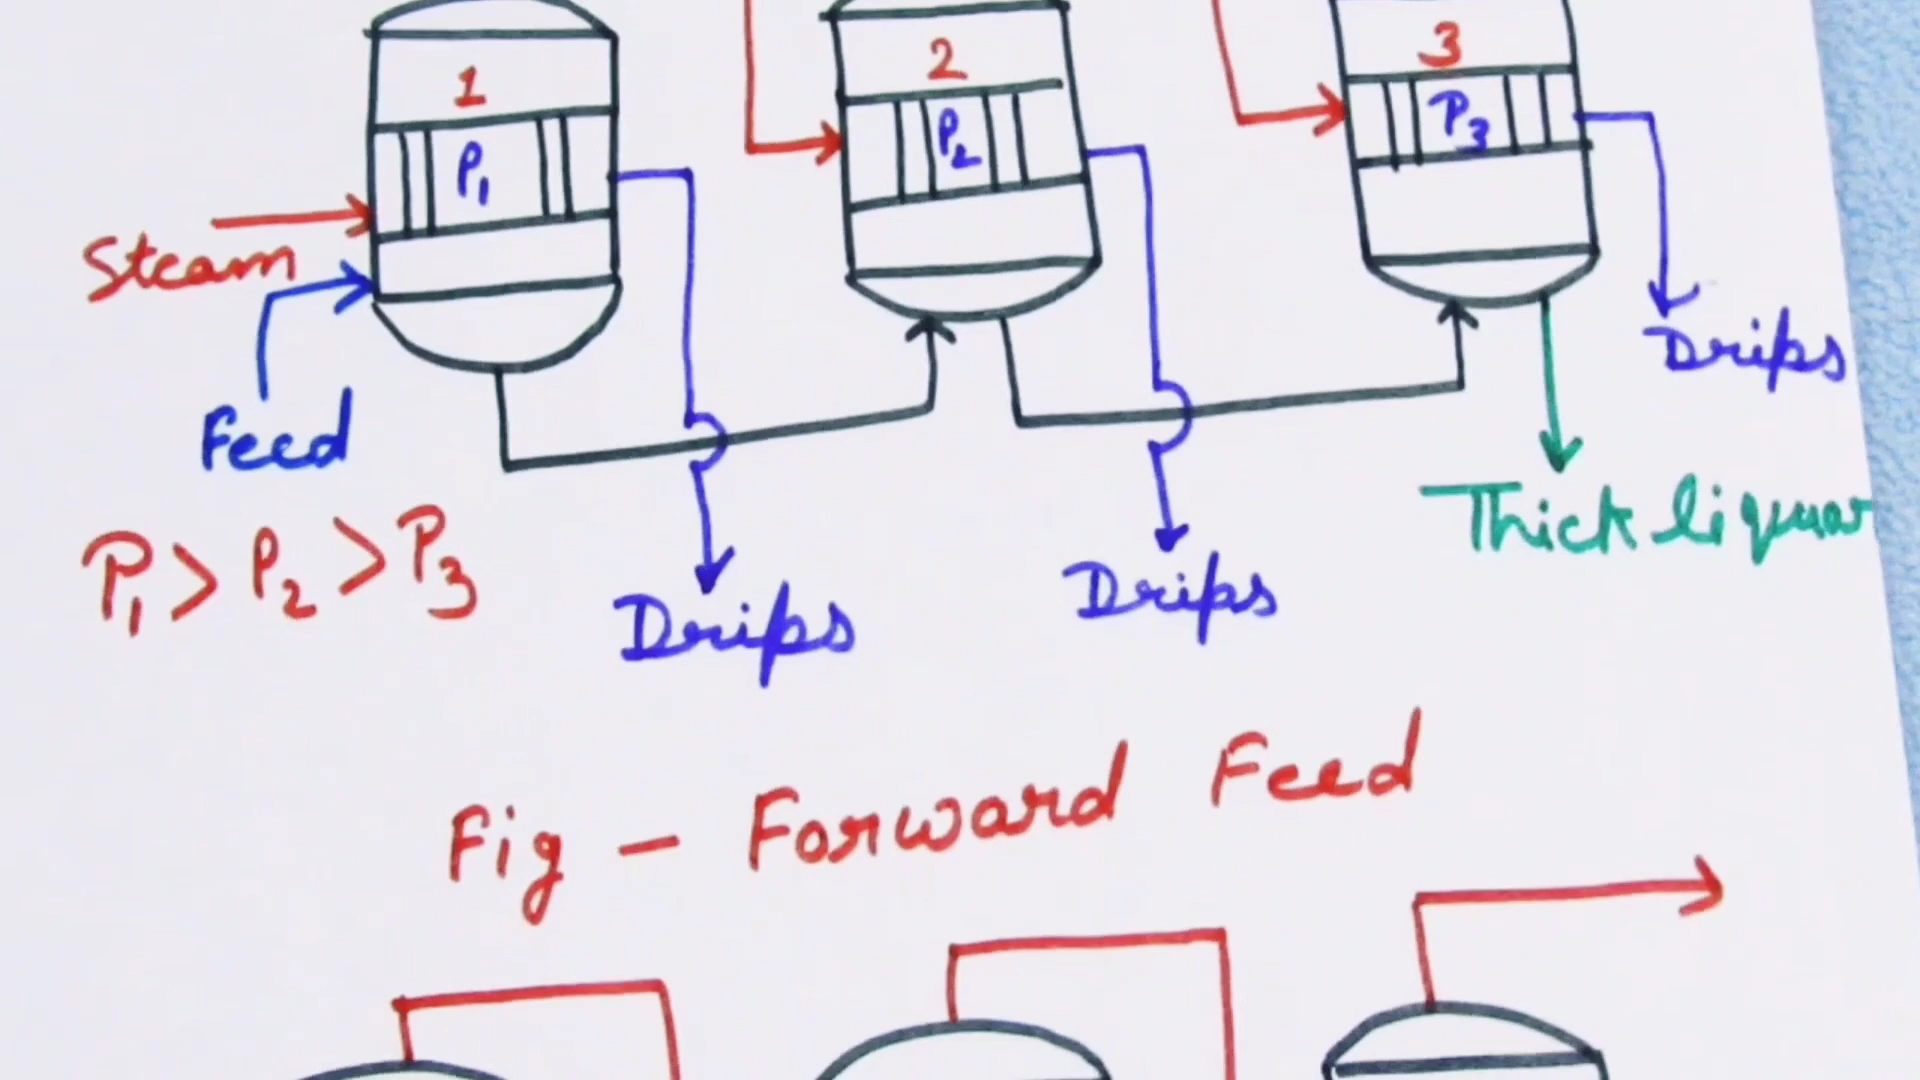 1
2
3
P1
P2
P3
Steam
Feed
Drips
Thick liquor
P1 > P2 > P3
Drips
Drips
Fig - Forward Feed